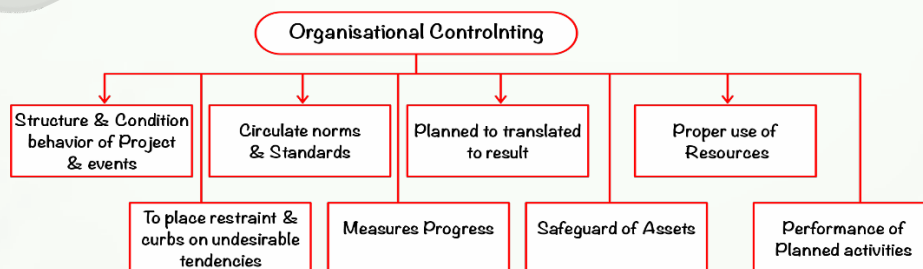 Organisational Controlnting
Structure & Condition
behavior of Project
& events
Circulate norms
& Standards
Planned to translated
to result
Proper use of
Resources
To place restraint &
curbs on undesirable
tendencies
Measures Progress
Safeguard of Assets
Performance of
Planned activities